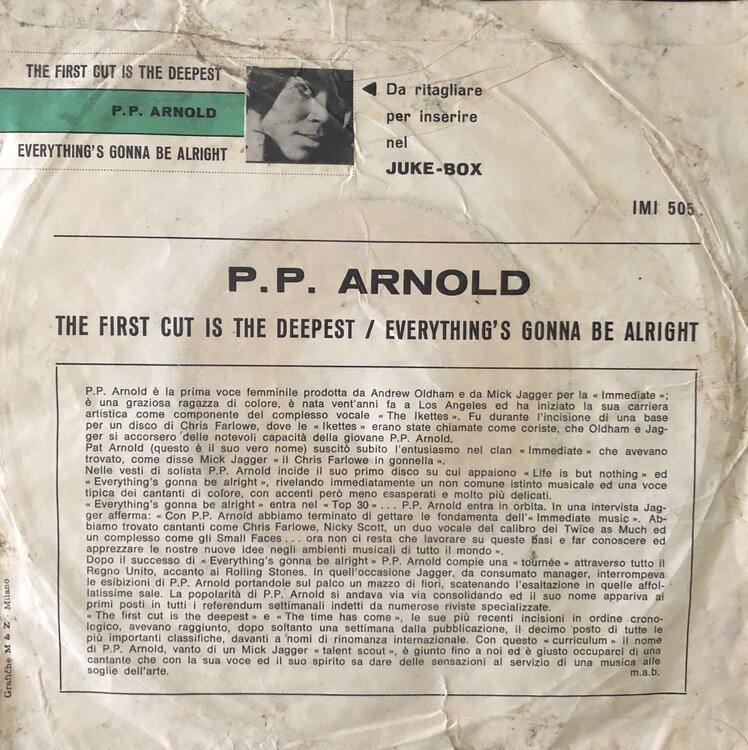 THE FIRST CUT IS THE DEEPEST
P.P. ARNOLD
EVERYTHING'S GONNA BE ALRIGHT
◀ Da ritagliare
per inserire
nel
JUKE-BOX
IMI 505
P.P. ARNOLD
THE FIRST CUT IS THE DEEPEST / EVERYTHING'S GONNA BE ALRIGHT
P.P. Arnold è la prima voce femminile prodotta da Andrew Oldham e da Mick Jagger per la « Immediate »;
è una graziosa ragazza di colore, è nata vent'anni fa a Los Angeles ed ha iniziato la sua carriera
artistica come componente del complesso vocale « The Ikettes ». Fu durante l'incisione di una base
per un disco di Chris Farlowe, dove le « Ikettes » erano state chiamate come coriste, che Oldham e Jag-
ger si accorsero delle notevoli capacità della giovane P.P. Arnold.
Pat Arnold (questo è il suo vero nome) suscitò subito l'entusiasmo nel clan « Immediate » che avevano
trovato, come disse Mick Jagger « il Chris Farlowe in gonnella ».
Nelle vesti di solista P.P. Arnold incide il suo primo disco su cui appaiono « Life is but nothing » ed
« Everything's gonna be alright », rivelando immediatamente un non comune istinto musicale ed una voce
tipica dei cantanti di colore, con accenti però meno esasperati e molto più delicati.
« Everything's gonna be alright » entra nel « Top 30 » . . . P.P. Arnold entra in orbita. In una intervista Jag-
ger afferma: « Con P.P. Arnold abbiamo terminato di gettare le fondamenta dell'« Immediate music ». Ab-
biamo trovato cantanti come Chris Farlowe, Nicky Scott, un duo vocale del calibro dei Twice as Much ed
un complesso come gli Small Faces . . . ora non ci resta che lavorare su queste basi e far conoscere ed
apprezzare le nostre nuove idee negli ambienti musicali di tutto il mondo ».
Dopo il successo di « Everything's gonna be alright » P.P. Arnold compie una « tournée » attraverso tutto il
Regno Unito, accanto ai Rolling Stones. In quell'occasione Jagger, da consumato manager, interrompeva
le esibizioni di P.P. Arnold portandole sul palco un mazzo di fiori, scatenando l'esaltazione in quelle affol-
latissime sale. La popolarità di P.P. Arnold si andava via via consolidando ed il suo nome appariva ai
primi posti in tutti i referendum settimanali indetti da numerose riviste specializzate.
« The first cut is the deepest » e « The time has come », le sue più recenti incisioni in ordine crono-
logico, avevano raggiunto, dopo soltanto una settimana dalla pubblicazione, il decimo posto di tutte le
più importanti classifiche, davanti a nomi di rinomanza internazionale. Con questo « curriculum » il nome
di P.P. Arnold, vanto di un Mick Jagger « talent scout », è giunto fino a noi ed è giusto occuparci di una
cantante che con la sua voce ed il suo spirito sa dare delle sensazioni al servizio di una musica alle
soglie dell'arte. m.a.b.
Grafiche M & Z - Milano